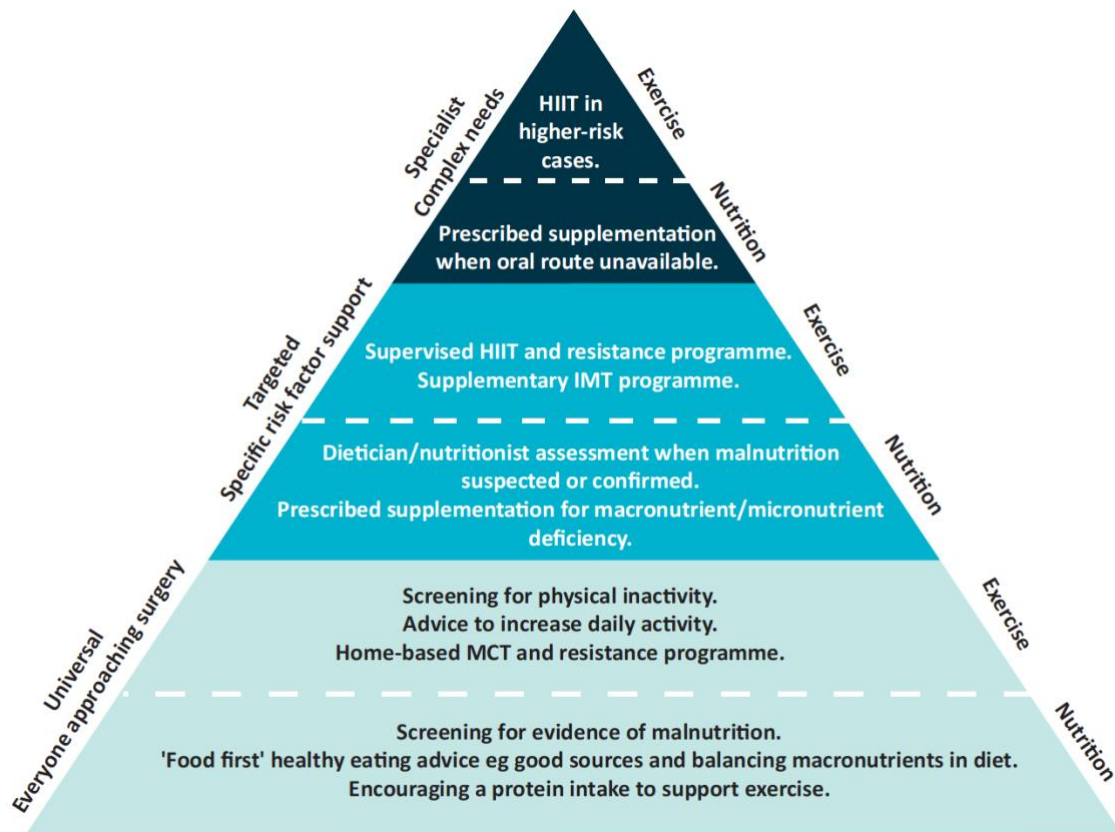 Specialist
Complex needs
Exercise
HIIT in
higher-risk
cases.
Nutrition
Prescribed supplementation
when oral route unavailable.
Targeted
Specific risk factor support
Exercise
Supervised HIIT and resistance programme.
Supplementary IMT programme.
Nutrition
Dietician/nutritionist assessment when malnutrition
suspected or confirmed.
Prescribed supplementation for macronutrient/micronutrient
deficiency.
Universal
Everyone approaching surgery
Exercise
Screening for physical inactivity.
Advice to increase daily activity.
Home-based MCT and resistance programme.
Nutrition
Screening for evidence of malnutrition.
'Food first' healthy eating advice eg good sources and balancing macronutrients in diet.
Encouraging a protein intake to support exercise.